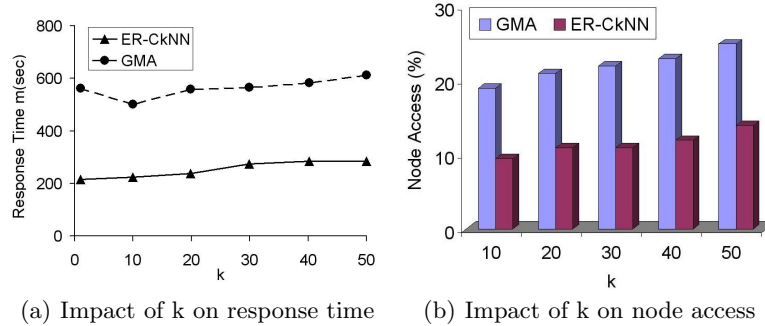 ER-CkNN
GMA
Response Time m(sec)
800
600
400
200
0
0 10 20 30 40 50
k
(a) Impact of k on response time
GMA ER-CkNN
Node Access (%)
30
20
10
0
10 20 30 40 50
k
(b) Impact of k on node access